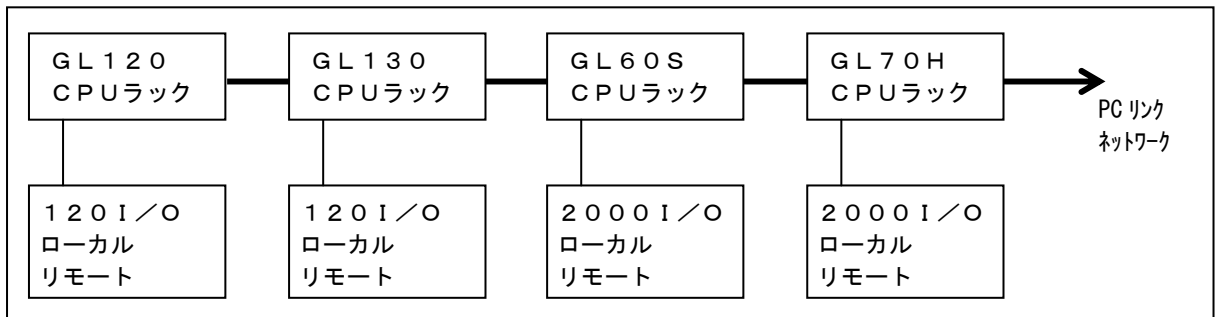 GL120
CPUラック
GL130
CPUラック
GL60S
CPUラック
GL70H
CPUラック
PC リンク
ネットワーク
120I/O
ローカル
リモート
120I/O
ローカル
リモート
2000I/O
ローカル
リモート
2000I/O
ローカル
リモート